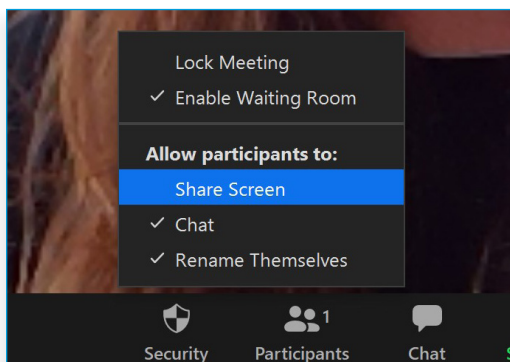 Lock Meeting
✓ Enable Waiting Room
Allow participants to:
Share Screen
✓ Chat
✓ Rename Themselves
1
Security Participants Chat